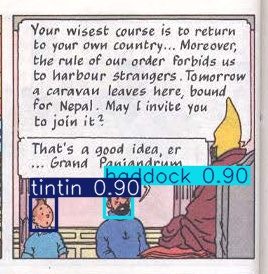 Your wisest course is to return
to your own country... Moreover,
the rule of our order forbids us
to harbour strangers. Tomorrow
a caravan leaves here, bound
for Nepal. May I invite you
to join it?
That's a good idea, er
... Grand Panjandrum
haddock 0.90
tintin 0.90